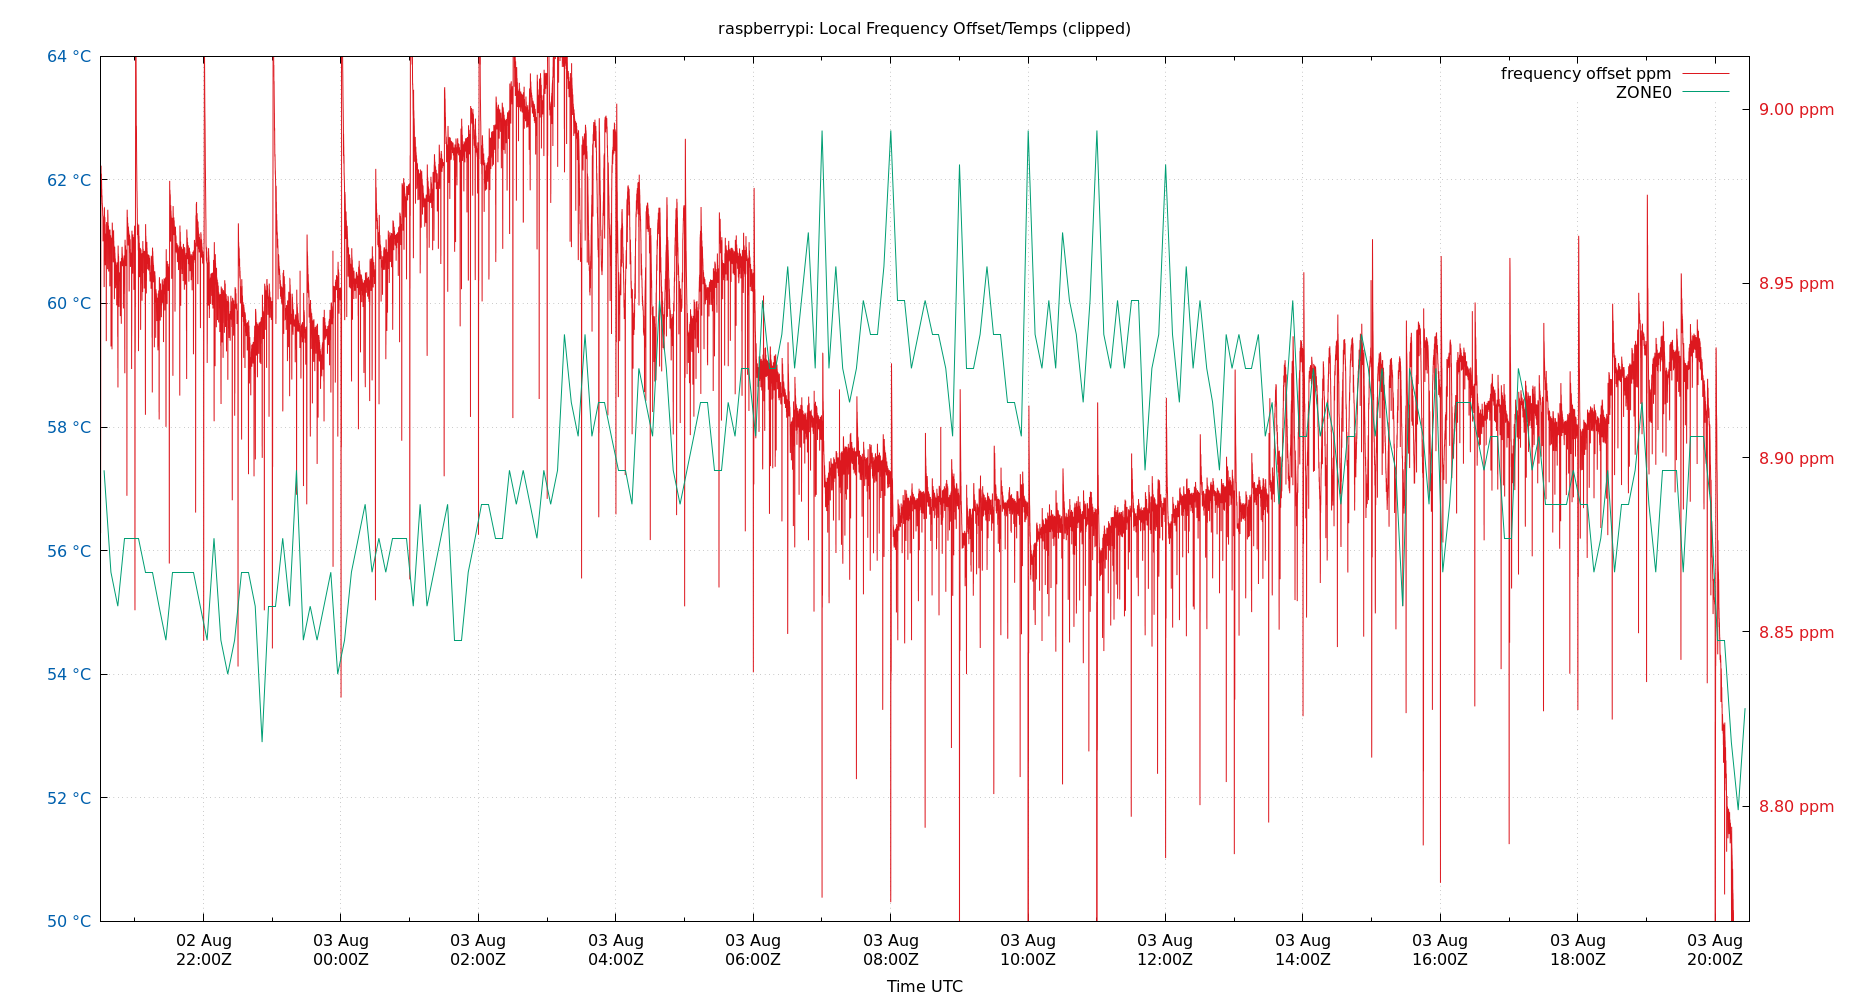 raspberrypi: Local Frequency Offset/Temps (clipped)
64 °C
62 °C
60 °C
58 °C
56 °C
54 °C
52 °C
50 °C
frequency offset ppm
ZONE0
9.00 ppm
8.95 ppm
8.90 ppm
8.85 ppm
8.80 ppm
02 Aug
22:00Z
03 Aug
00:00Z
03 Aug
02:00Z
03 Aug
04:00Z
03 Aug
06:00Z
03 Aug
08:00Z
03 Aug
10:00Z
03 Aug
12:00Z
03 Aug
14:00Z
03 Aug
16:00Z
03 Aug
18:00Z
03 Aug
20:00Z
Time UTC